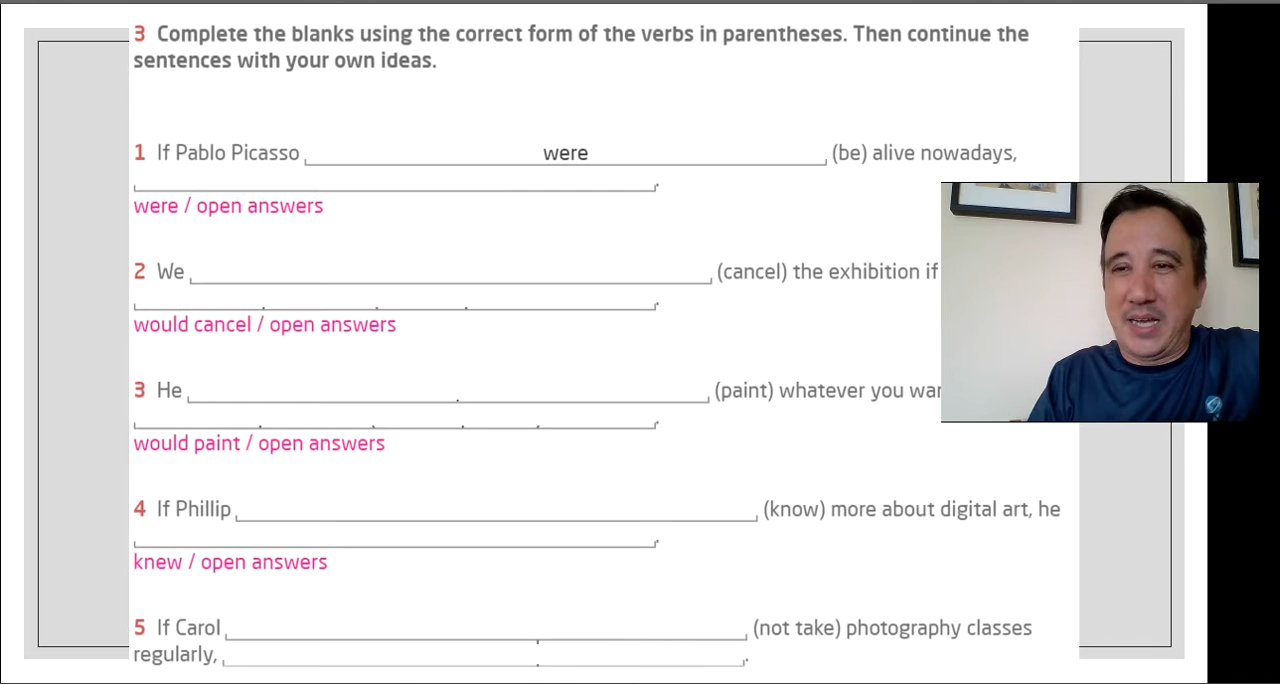 3 Complete the blanks using the correct form of the verbs in parentheses. Then continue the
sentences with your own ideas.
1 If Pablo Picasso were (be) alive nowadays,
.
were / open answers
2 We (cancel) the exhibition if
.
would cancel / open answers
3 He (paint) whatever you
.
would paint / open answers
4 If Phillip (know) more about digital art, he
.
knew / open answers
5 If Carol (not take) photography classes
regularly, .